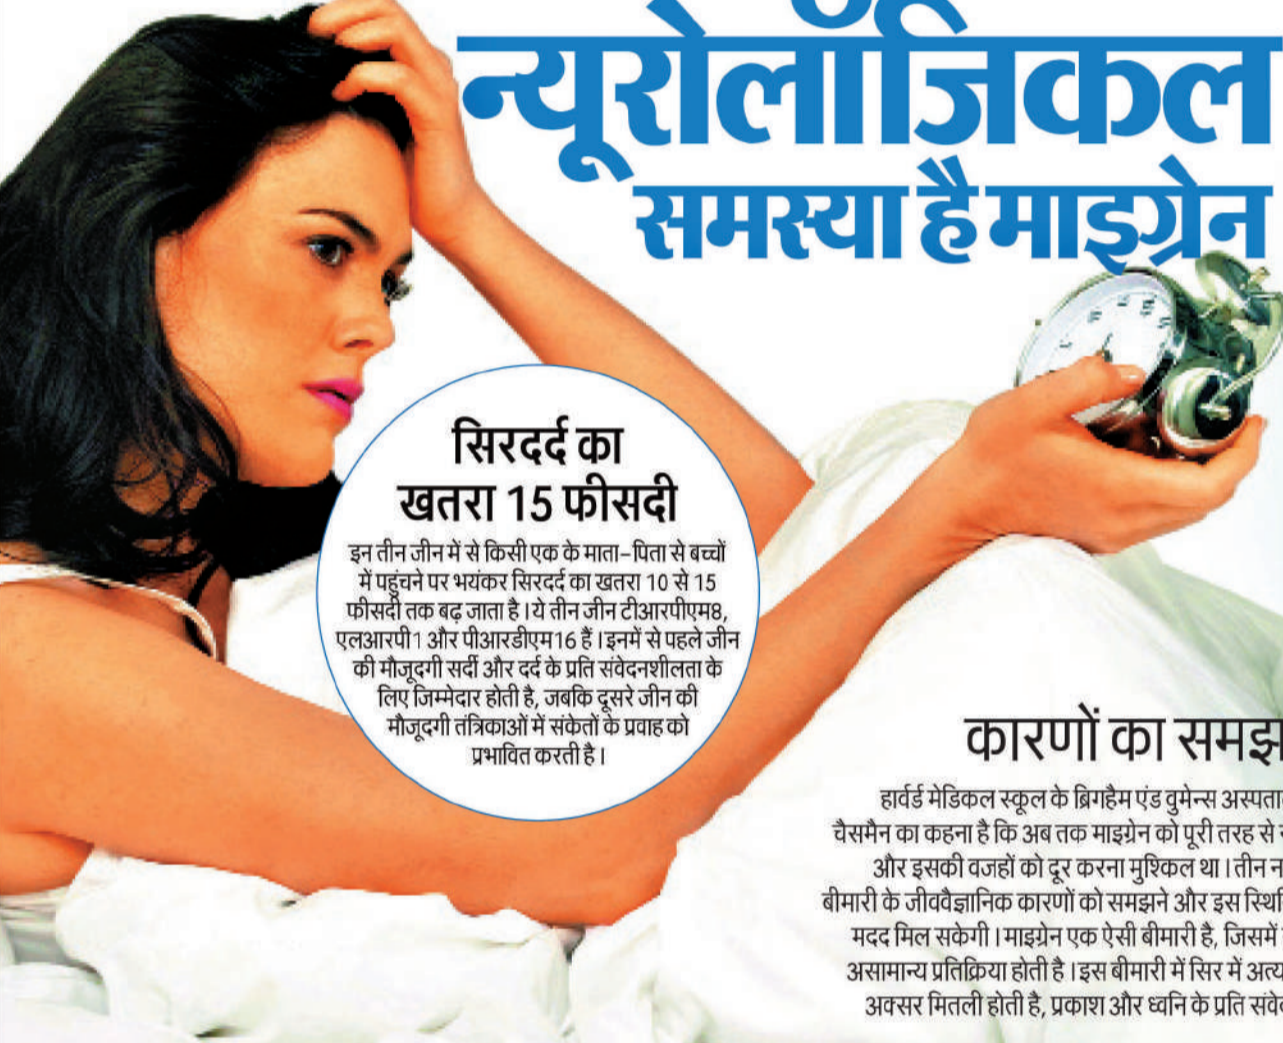 न्यूरोलॉजिकल
समस्या है माइग्रेन
सिरदर्द का
खतरा 15 फीसदी
इन तीन जीन में से किसी एक के माता-पिता से बच्चों
में पहुंचने पर भयंकर सिरदर्द का खतरा 10 से 15
फीसदी तक बढ़ जाता है। ये तीन जीन टीआरपीएम8,
एलआरपी1 और पीआरडीएम16 हैं। इनमें से पहले जीन
की मौजूदगी सर्दी और दर्द के प्रति संवेदनशीलता के
लिए जिम्मेदार होती है, जबकि दूसरे जीन की
मौजूदगी तंत्रिकाओं में संकेतों के प्रवाह को
प्रभावित करती है।
कारणों का समझ
हार्वर्ड मेडिकल स्कूल के ब्रिगहैम एंड वुमेन्स
चैसमैन का कहना है कि अब तक माइग्रेन को पूरी तरह से
और इसकी वजहों को दूर करना मुश्किल था। तीन
बीमारी के जीववैज्ञानिक कारणों को समझने और इस
मदद मिल सकेगी। माइग्रेन एक ऐसी बीमारी है, जिसमें
असामान्य प्रतिक्रिया होती है। इस बीमारी में सिर में
अक्सर मितली होती है, प्रकाश और ध्वनि के प्रति